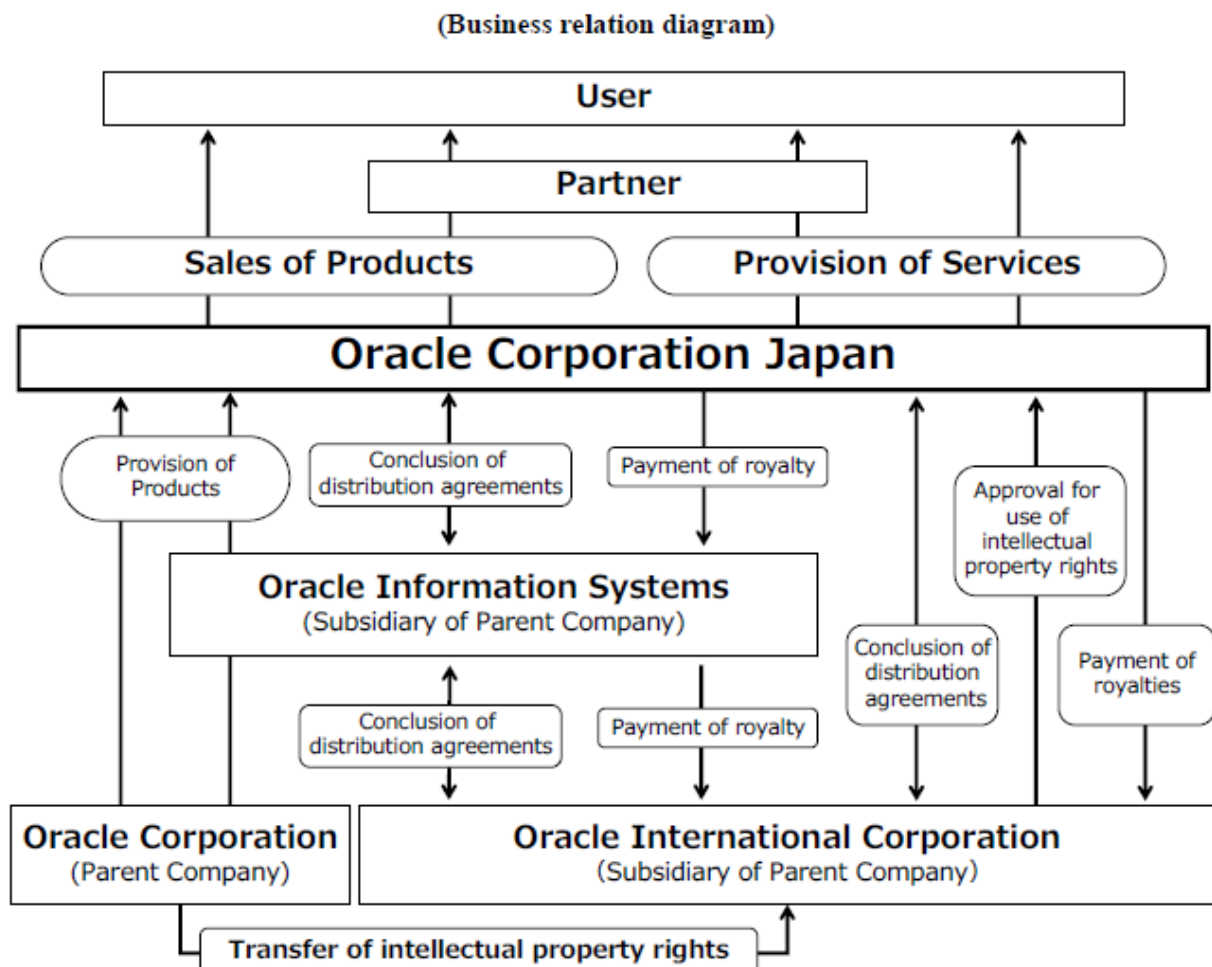 (Business relation diagram)
User
Partner
Sales of Products
Provision of Services
Oracle Corporation Japan
Provision of
Products
Conclusion of
distribution agreements
Payment of royalty
Approval for
use of
intellectual
property rights
Oracle Information Systems
(Subsidiary of Parent Company)
Conclusion of
distribution
agreements
Payment of
royalties
Conclusion of
distribution agreements
Payment of royalty
Oracle Corporation
(Parent Company)
Oracle International Corporation
(Subsidiary of Parent Company)
Transfer of intellectual property rights